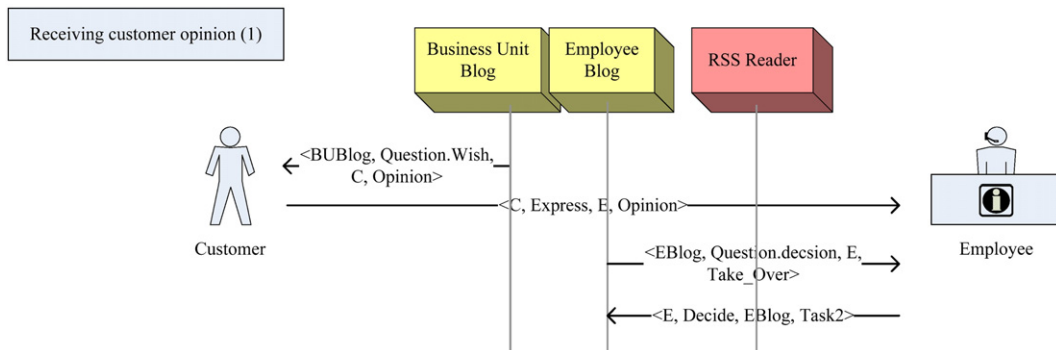 Receiving customer opinion (1)
Business Unit
Blog
Employee
Blog
RSS Reader
<BUBlog, Question.Wish,
C, Opinion>
<C, Express, E, Opinion>
Customer
Employee
<EBlog, Question.decsion, E,
Take_Over>
<E, Decide, EBlog, Task2>